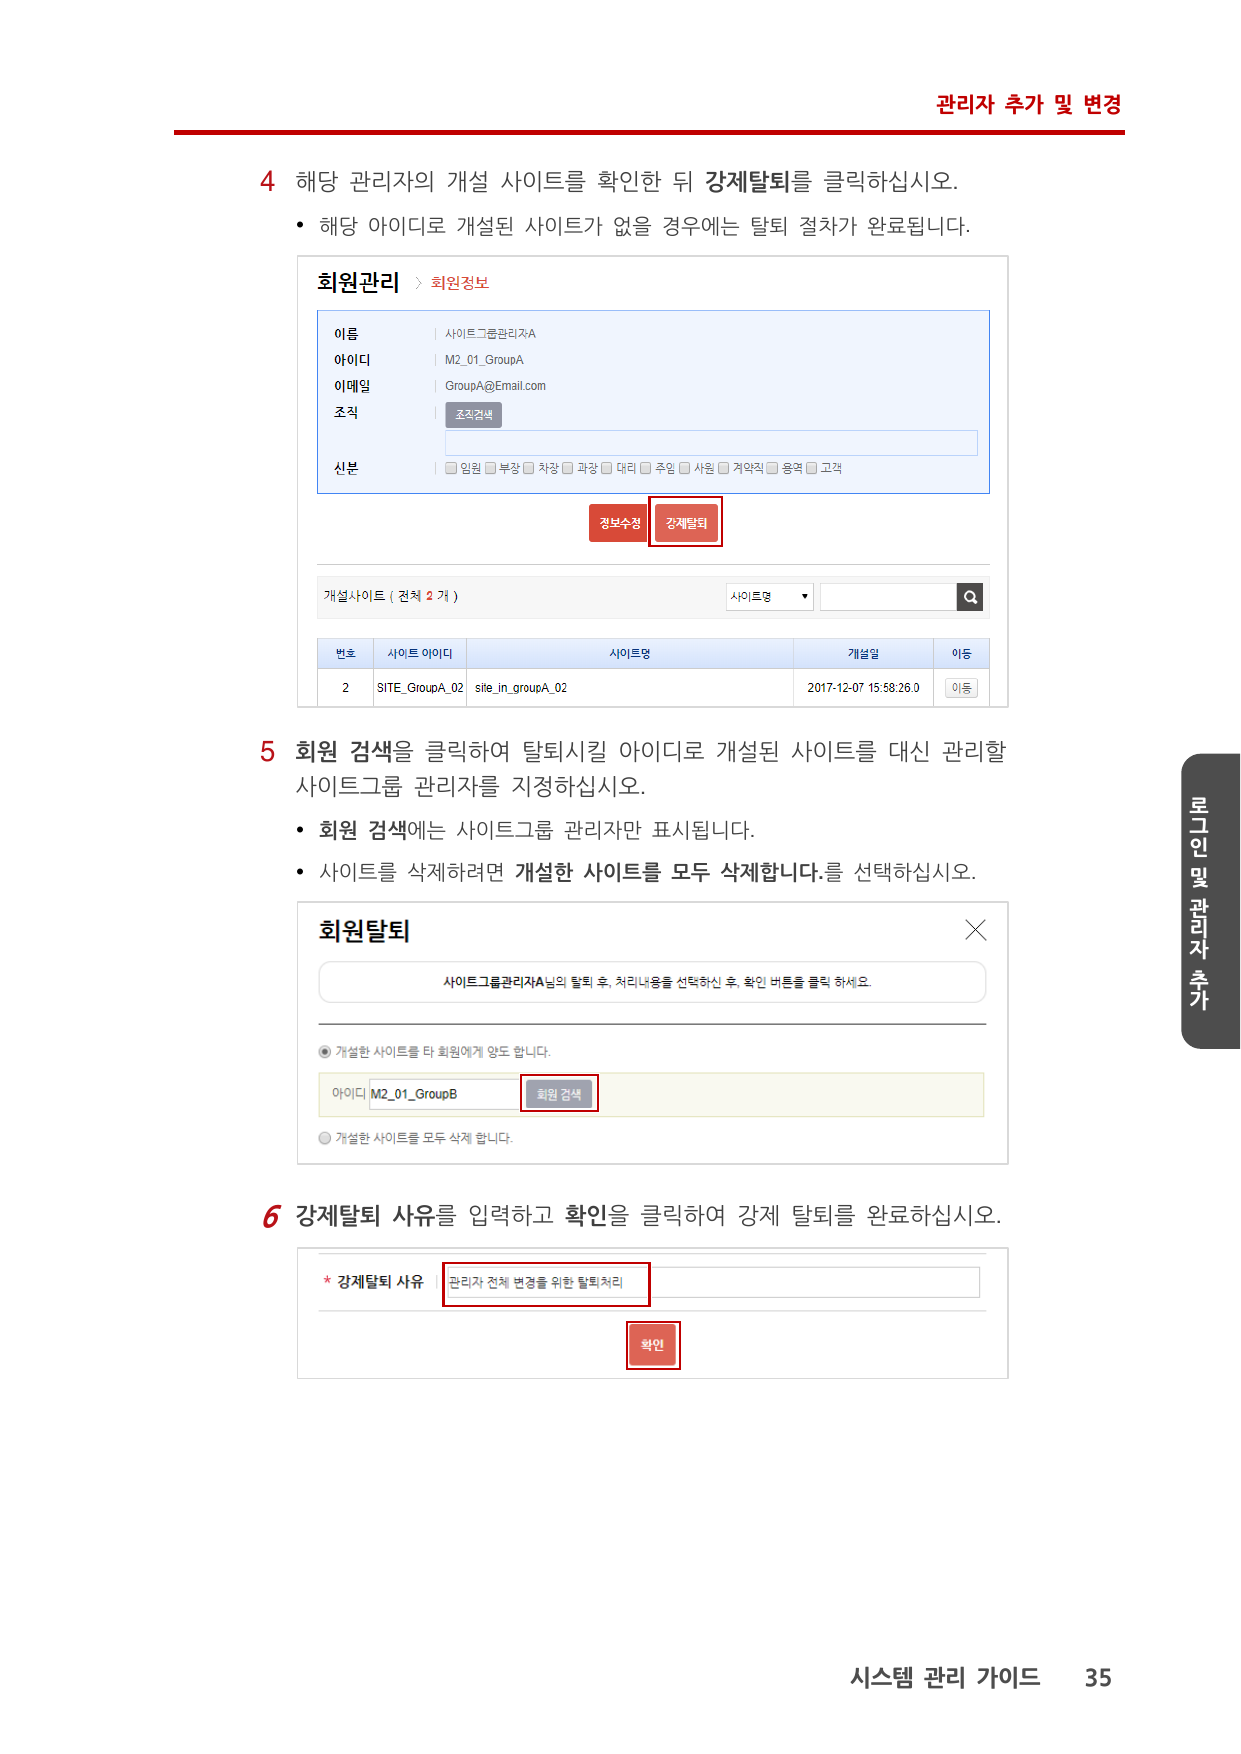 관리자 추가 및 변경
4 해당 관리자의 개설 사이트를 확인한 뒤 강제탈퇴를 클릭하십시오.
• 해당 아이디로 개설된 사이트가 없을 경우에는 탈퇴 절차가 완료됩니다.
회원관리 > 회원정보
이름 사이트그룹관리자A
아이디 M2_01_GroupA
이메일 GroupA@Email.com
조직 조직검색
신분 임원 부장 차장 과장 대리 주임 사원 계약직 용역 고객
정보수정 강제탈퇴
개설사이트 ( 전체 2 개 ) 사이트명 ▼
번호 사이트 아이디 사이트명 개설일 이동
2 SITE_GroupA_02 site_in_groupA_02 2017-12-07 15:58:26.0 이동
5 회원 검색을 클릭하여 탈퇴시킬 아이디로 개설된 사이트를 대신 관리할
사이트그룹 관리자를 지정하십시오.
• 회원 검색에는 사이트그룹 관리자만 표시됩니다.
• 사이트를 삭제하려면 개설한 사이트를 모두 삭제합니다.를 선택하십시오.
회원탈퇴
사이트그룹관리자A님의 탈퇴 후, 처리내용을 선택하신 후, 확인 버튼을 클릭 하세요.
개설한 사이트를 타 회원에게 양도 합니다.
아이디 M2_01_GroupB 회원 검색
개설한 사이트를 모두 삭제 합니다.
6 강제탈퇴 사유를 입력하고 확인을 클릭하여 강제 탈퇴를 완료하십시오.
* 강제탈퇴 사유 관리자 전체 변경을 위한 탈퇴처리
확인
로그인 및 관리자 추가
시스템 관리 가이드 35